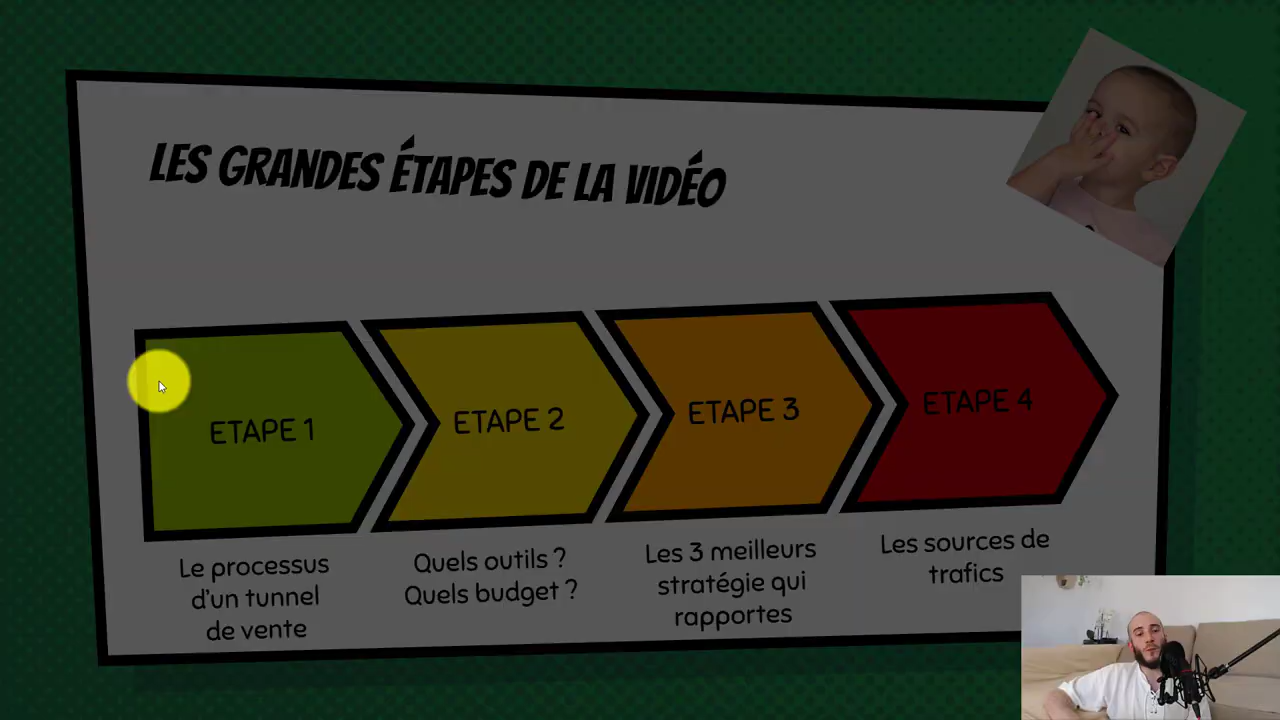 LES GRANDES ÉTAPES DE LA VIDÉO
ETAPE 1
ETAPE 2
ETAPE 3
ETAPE 4
Le processus
d'un tunnel
de vente
Quels outils ?
Quels budget ?
Les 3 meilleurs
stratégie qui
rapportes
Les sources de
trafics